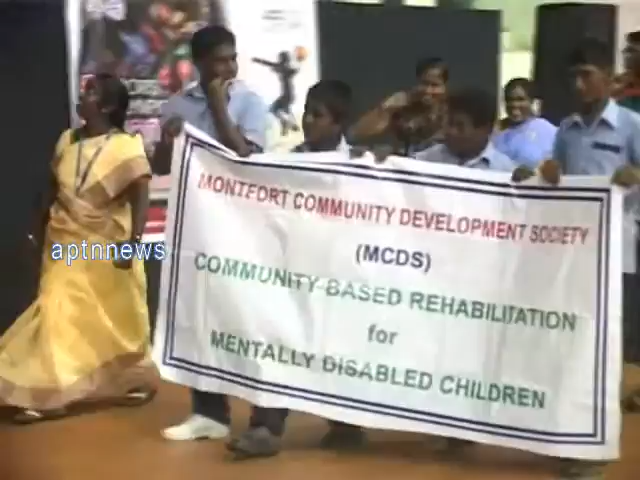 MONTFORT COMMUNITY DEVELOPMENT SOCIETY
(MCDS)
COMMUNITY BASED REHABILITATION
for
MENTALLY DISABLED CHILDREN
aptnnews